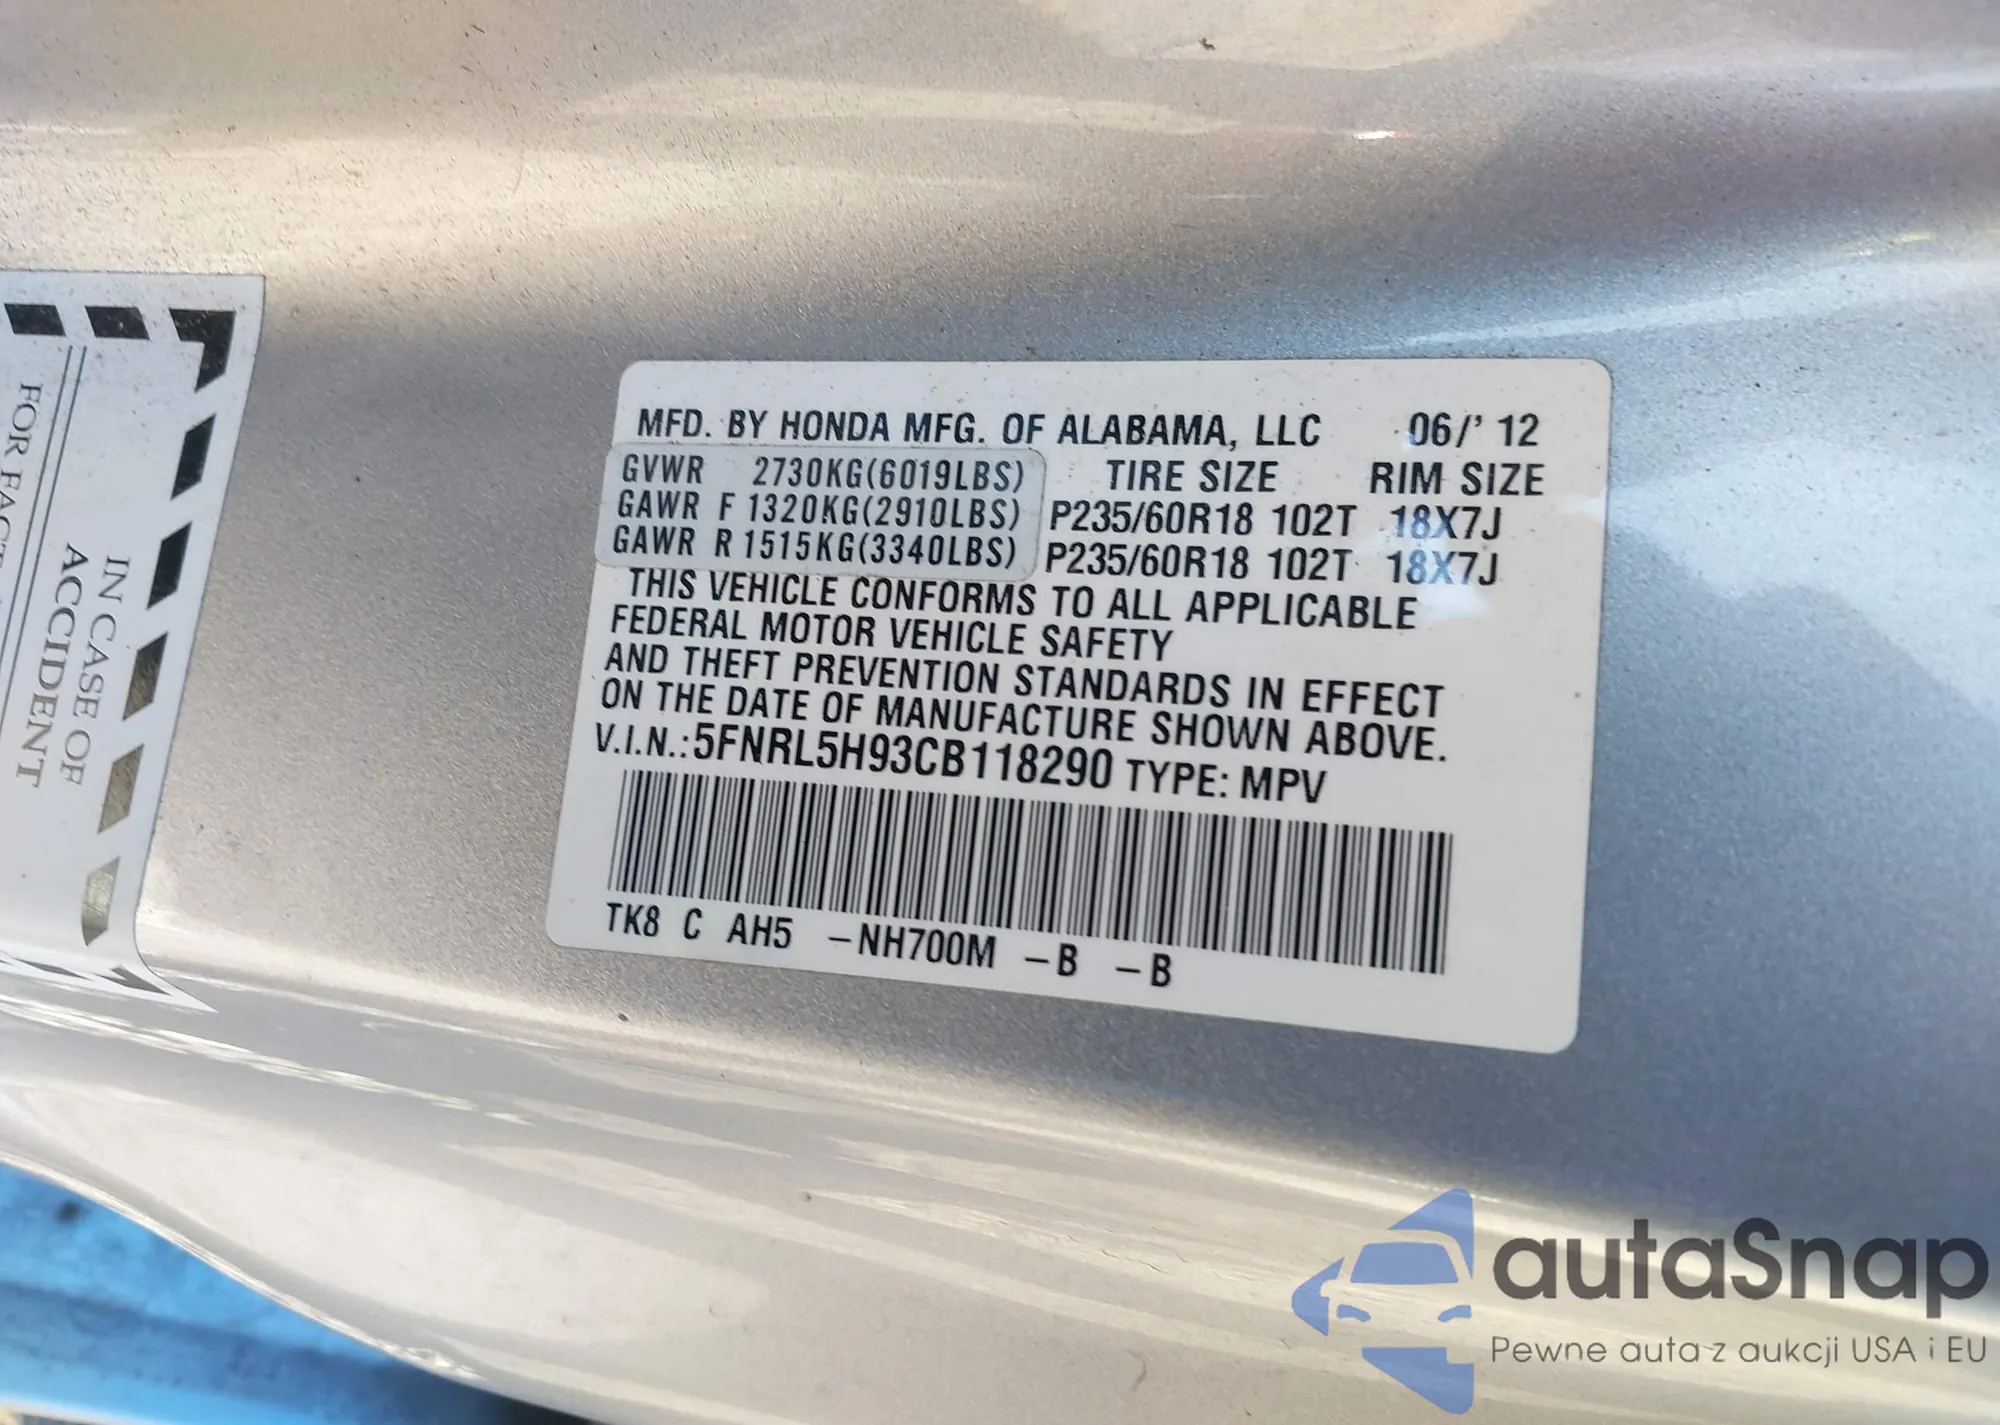 MFD. BY HONDA MFG. OF ALABAMA, LLC 06/' 12
GVWR 2730KG(6019LBS) TIRE SIZE RIM SIZE
GAWR F 1320KG(2910LBS) P235/60R18 102T 18X7J
GAWR R 1515KG(3340LBS) P235/60R18 102T 18X7J
THIS VEHICLE CONFORMS TO ALL APPLICABLE
FEDERAL MOTOR VEHICLE SAFETY
AND THEFT PREVENTION STANDARDS IN EFFECT
ON THE DATE OF MANUFACTURE SHOWN ABOVE.
V.I.N.:5FNRL5H93CB118290 TYPE: MPV
TK8 C AH5 -NH700M -B -B
IN CASE OF
ACCIDENT
FOR
autaSnap
Pewne auta z aukcji USA i EU